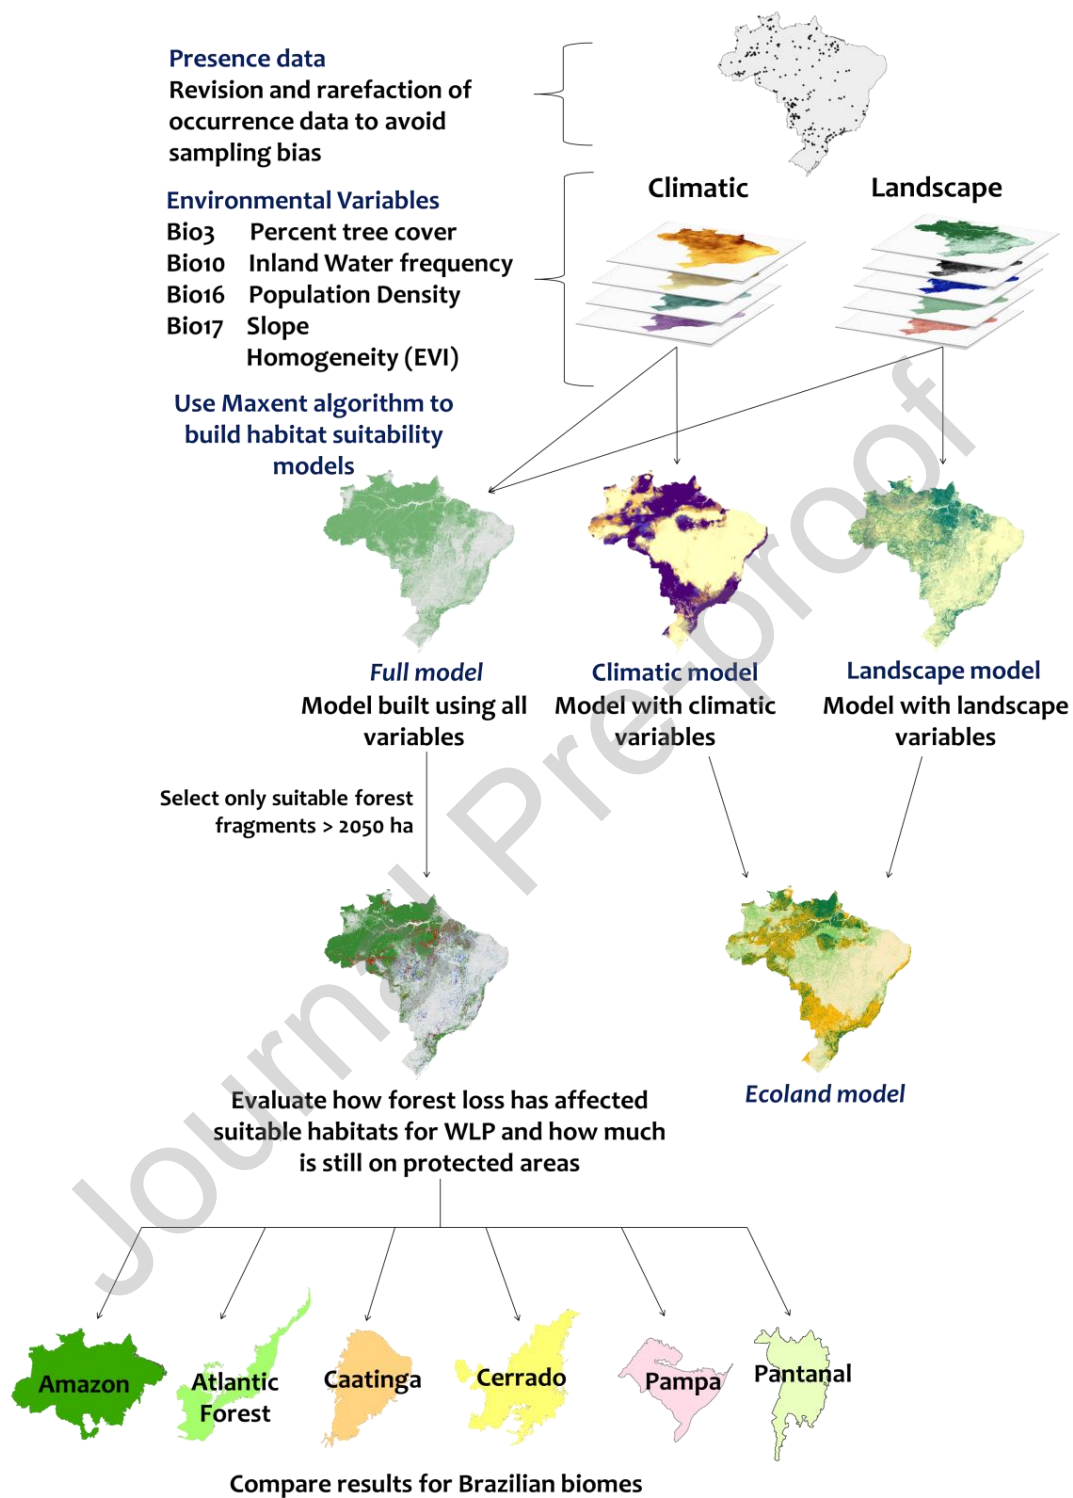 Presence data
Revision and rarefaction of
occurrence data to avoid
sampling bias
Climatic
Landscape
Environmental Variables
Bio3 Percent tree cover
Bio10 Inland Water frequency
Bio16 Population Density
Bio17 Slope
Homogeneity (EVI)
Use Maxent algorithm to
build habitat suitability
models
Full model
Model built using all
variables
Climatic model
Model with climatic
variables
Landscape model
Model with landscape
variables
Select only suitable forest
fragments > 2050 ha
Ecoland model
Evaluate how forest loss has affected
suitable habitats for WLP and how much
is still on protected areas
Amazon
Atlantic
Forest
Caatinga
Cerrado
Pampa
Pantanal
Compare results for Brazilian biomes
Journal Pre-proof